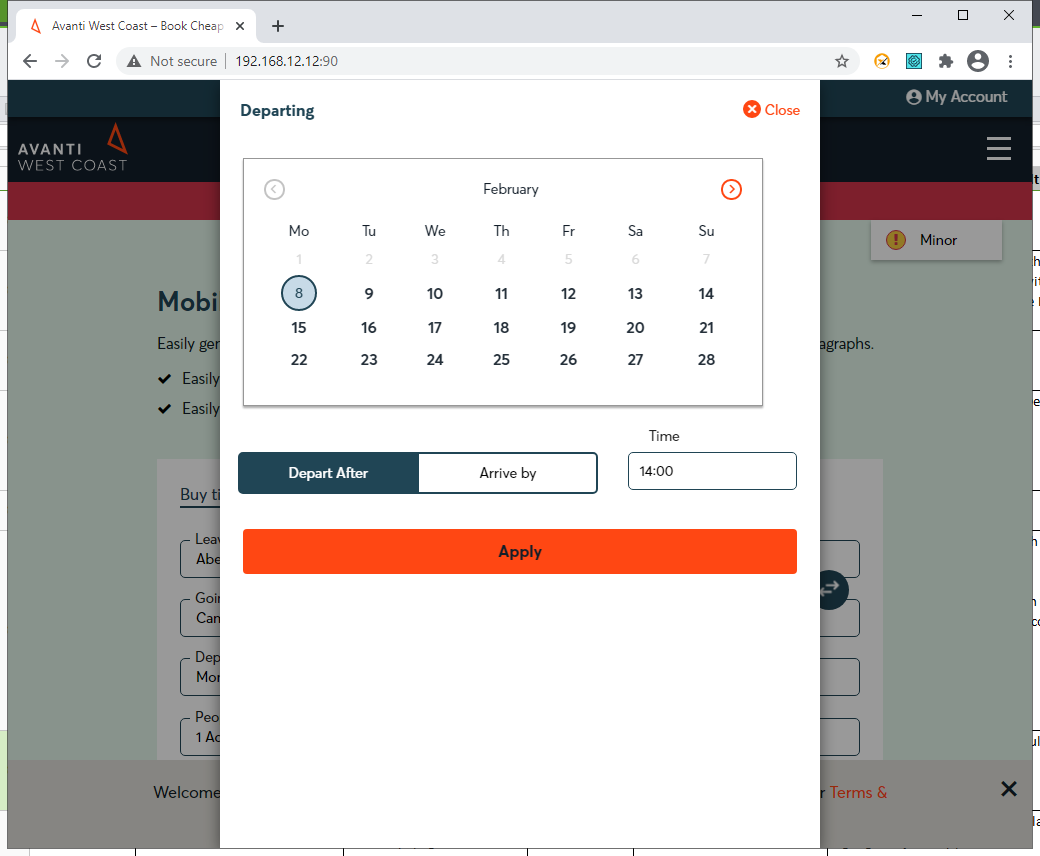 Avanti West Coast – Book Cheap
Not secure
192.168.12.12:90
My Account
AVANTI
WEST COAST
Minor
Departing
Close
February
Mo Tu We Th Fr Sa Su
1 2 3 4 5 6 7
8 9 10 11 12 13 14
15 16 17 18 19 20 21
22 23 24 25 26 27 28
Time
Depart After Arrive by 14:00
Apply
Mobi
Easily ger
agraphs.
Easily
Easily
Buy ti
Leav
Abe
Goi
Can
Dep
Mor
Peo
1 Ac
Welcome
r Terms &